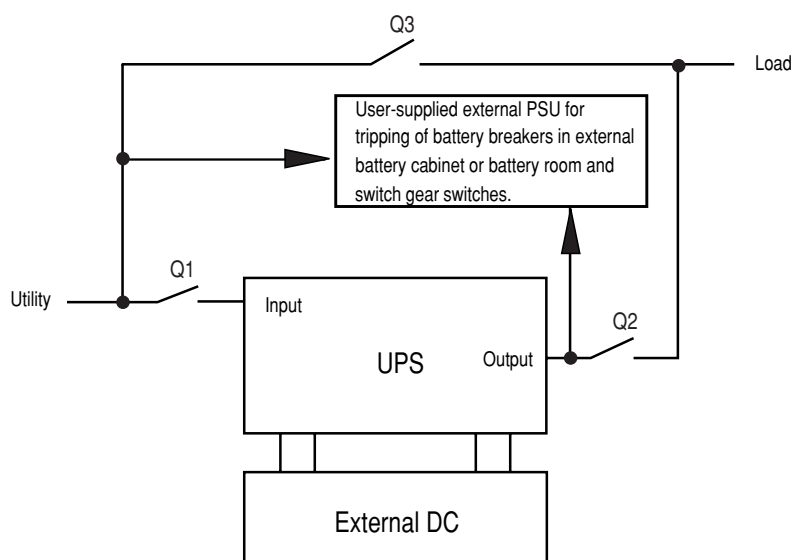 Q3
Load
User-supplied external PSU for
tripping of battery breakers in external
battery cabinet or battery room and
switch gear switches.
Q1
Utility
Input
Q2
UPS
Output
External DC